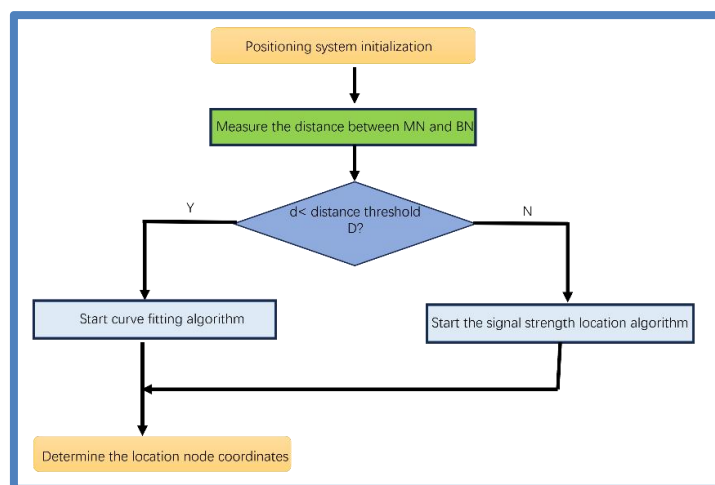 Positioning system initialization
Measure the distance between MN and BN
d< distance threshold
D?
Y
N
Start curve fitting algorithm
Start the signal strength location algorithm
Determine the location node coordinates